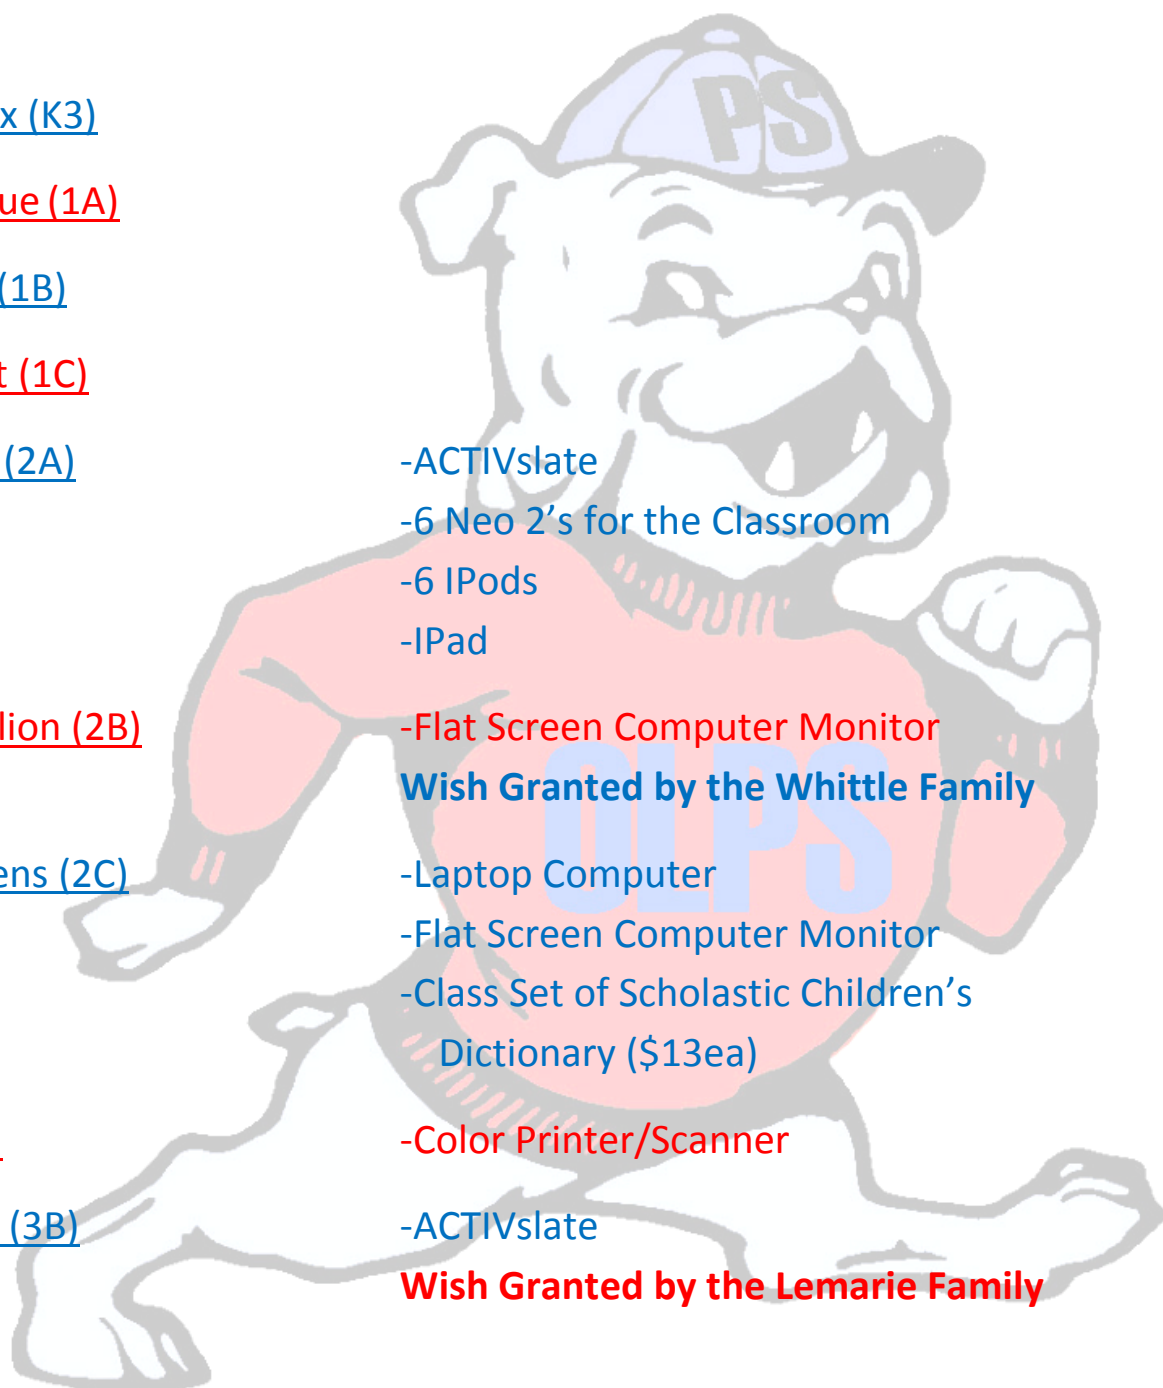 PS
x (K3)
ue (1A)
(1B)
t (1C)
(2A) -ACTIVslate
-6 Neo 2’s for the Classroom
-6 IPods
-IPad
lion (2B) -Flat Screen Computer Monitor
Wish Granted by the Whittle Family
OLPS
ens (2C) -Laptop Computer
-Flat Screen Computer Monitor
-Class Set of Scholastic Children’s
Dictionary ($13ea)
-Color Printer/Scanner
(3B) -ACTIVslate
Wish Granted by the Lemarie Family